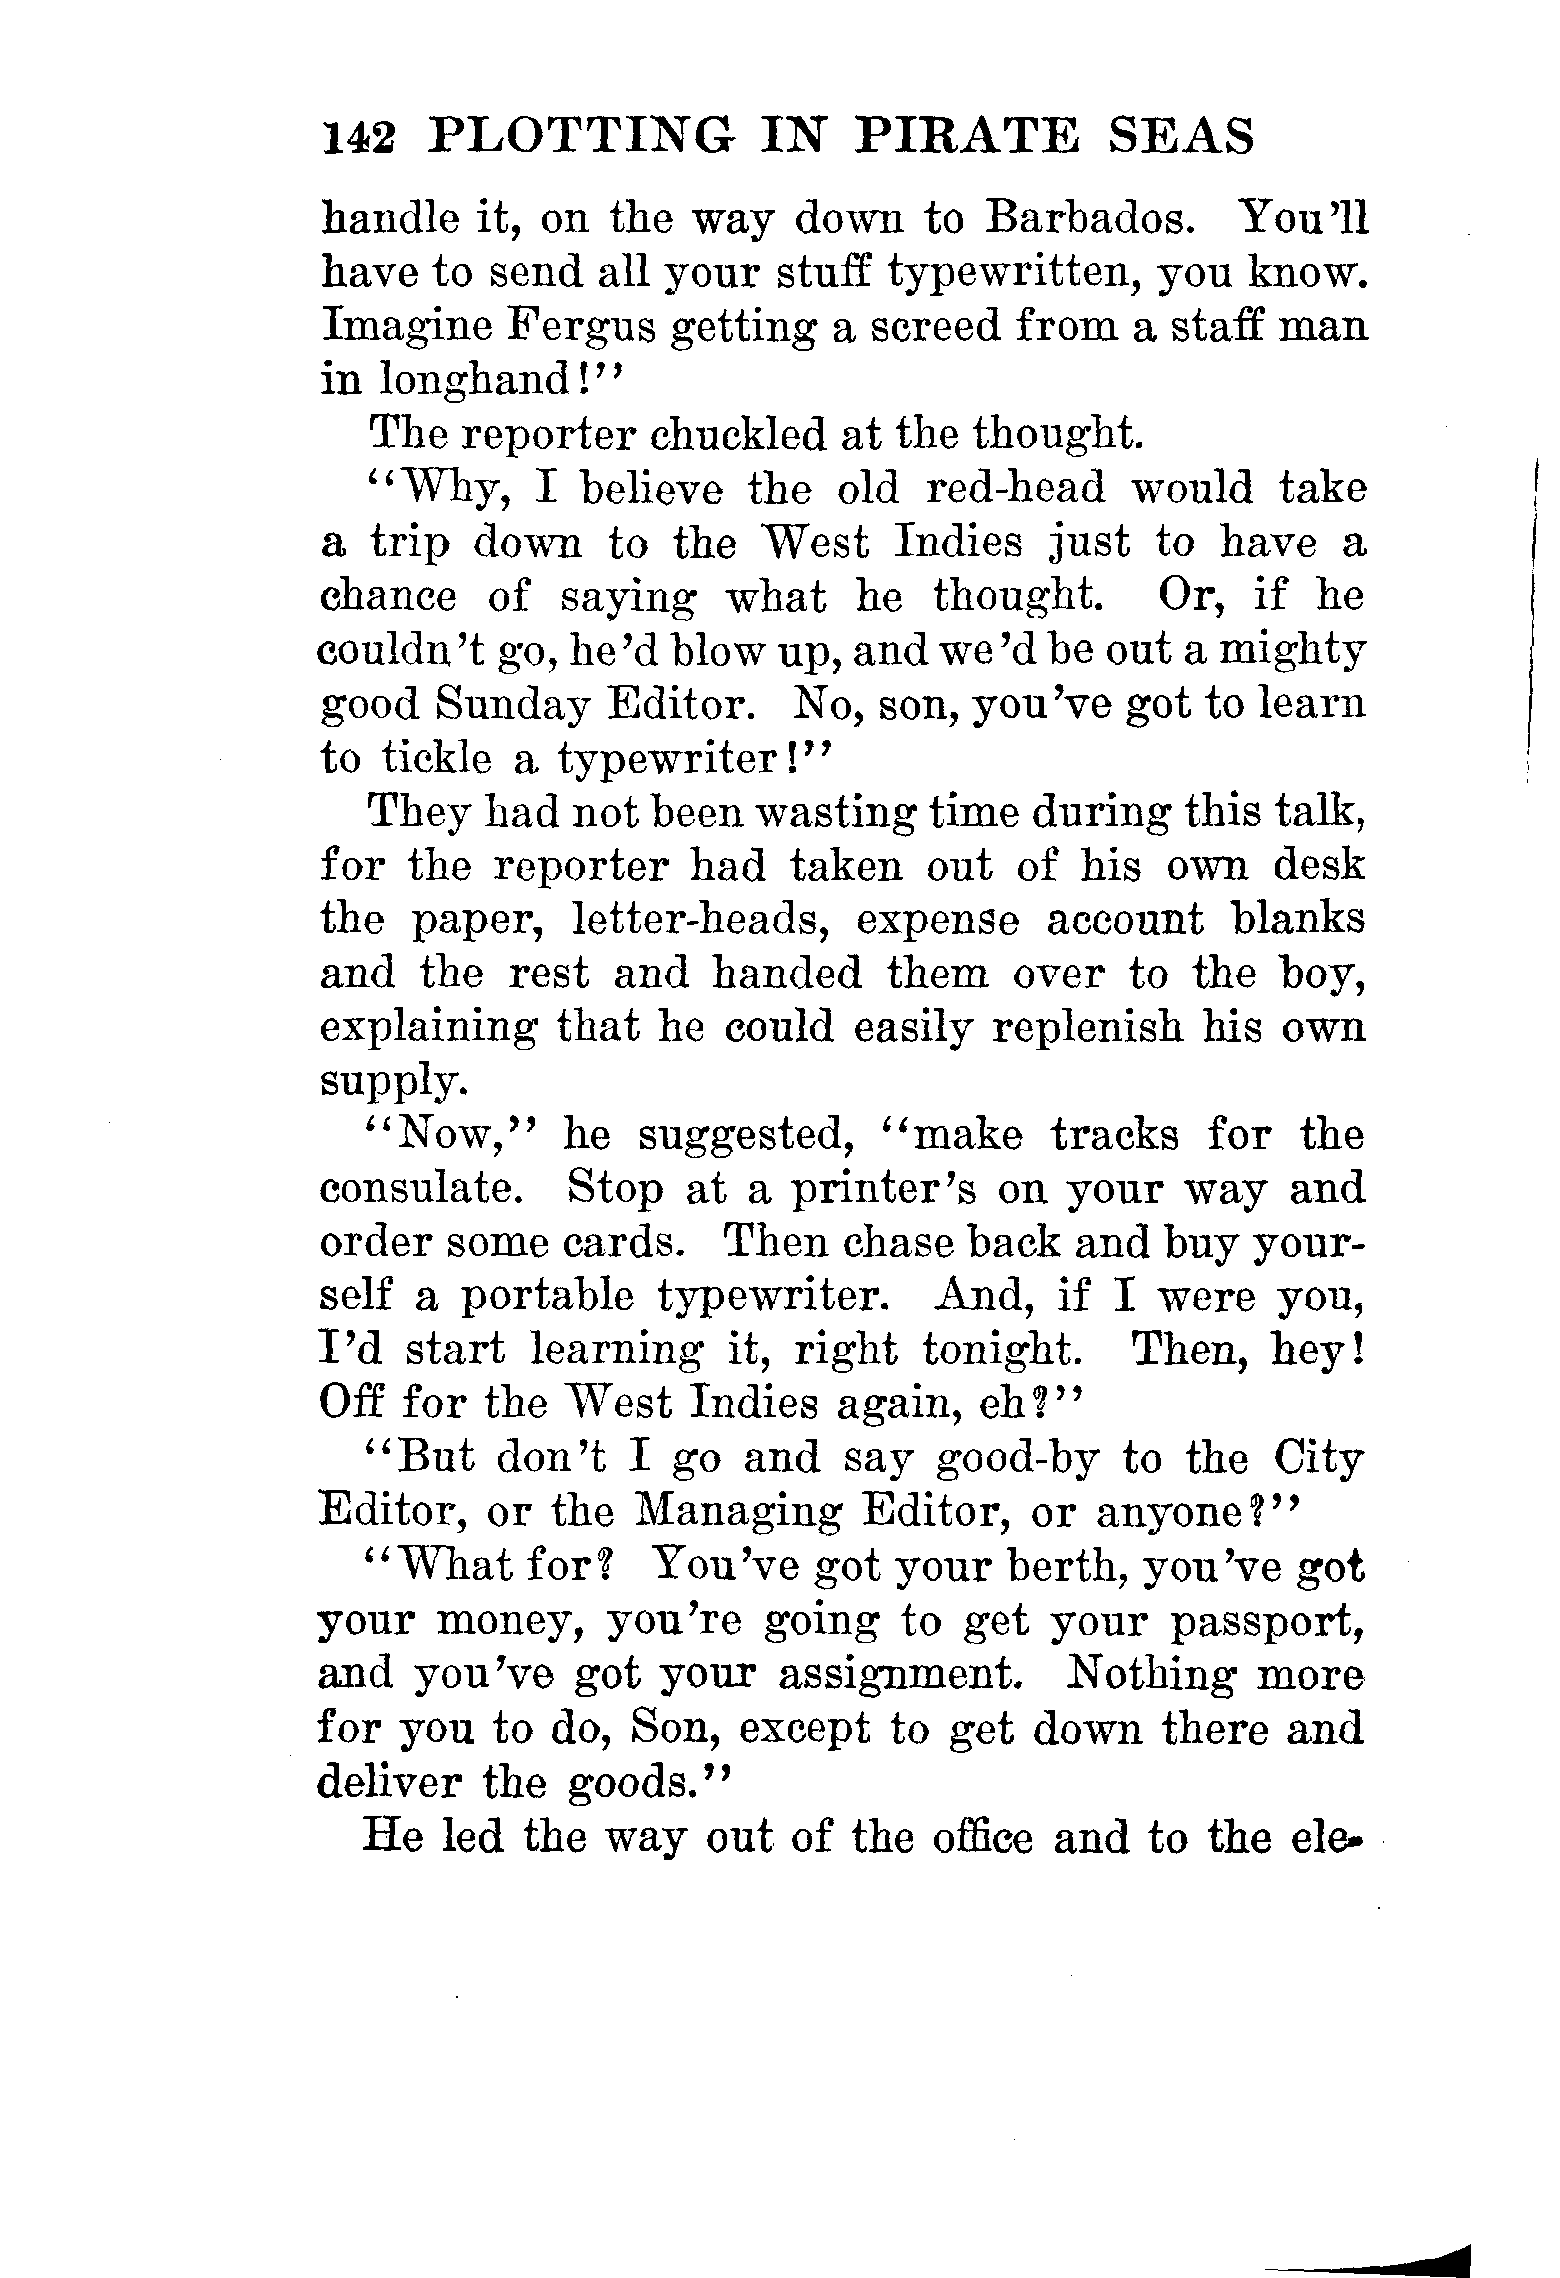 142 PLOTTING IN PIRATE SEAS
handle it, on the way down to Barbados. You'll
have to send all your stuff typewritten, you know.
Imagine Fergus getting a screed from a staff man
in longhand!"
The reporter chuckled at the thought.
"Why, I believe the old red-head would take
a trip down to the West Indies just to have a
chance of saying what he thought. Or, if he
couldn't go, he'd blow up, and we'd be out a mighty
good Sunday Editor. No, son, you've got to learn
to tickle a typewriter!"
They had not been wasting time during this talk,
for the reporter had taken out of his own desk
the paper, letter-heads, expense account blanks
and the rest and handed them over to the boy,
explaining that he could easily replenish his own
supply.
"Now," he suggested, "make tracks for the
consulate. Stop at a printer's on your way and
order some cards. Then chase back and buy your-
self a portable typewriter. And, if I were you,
I'd start learning it, right tonight. Then, hey!
Off for the West Indies again, eh?"
"But don't I go and say good-by to the City
Editor, or the Managing Editor, or anyone?"
"What for? You've got your berth, you've got
your money, you're going to get your passport,
and you've got your assignment. Nothing more
for you to do, Son, except to get down there and
deliver the goods."
He led the way out of the office and to the ele-